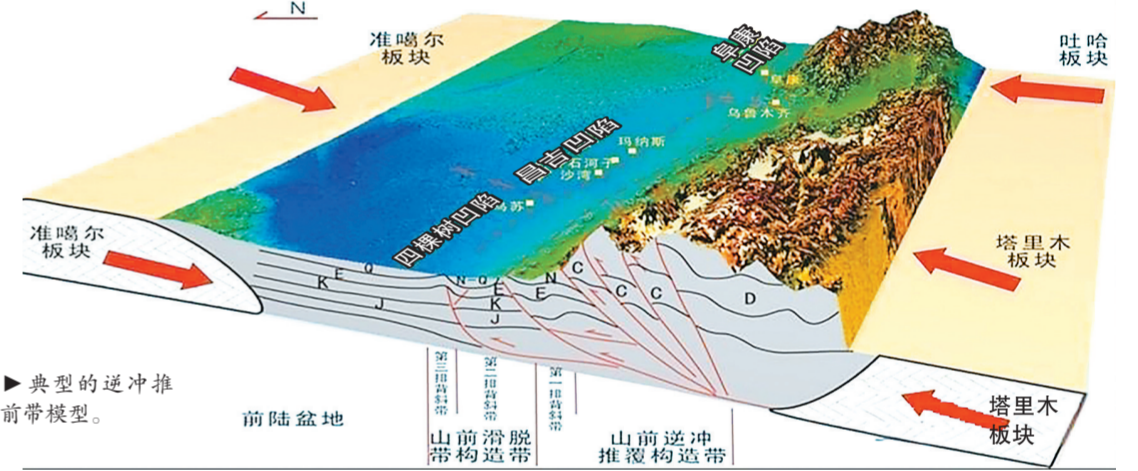 N
准噶尔
板块
阜康
凹陷
吐哈
板块
阜康
乌鲁木齐
玛纳斯
昌吉凹陷
石河子
沙湾
乌苏
四棵树凹陷
准噶尔
板块
塔里木
板块
Q
E
K
J
N-Q
E
K
J
E
N
C
C
C
D
第三排背斜带
第二排背斜带
第一排背斜带
▶典型的逆冲推
前带模型。
前陆盆地
山前滑脱
带构造带
山前逆冲
推覆构造带
塔里木
板块